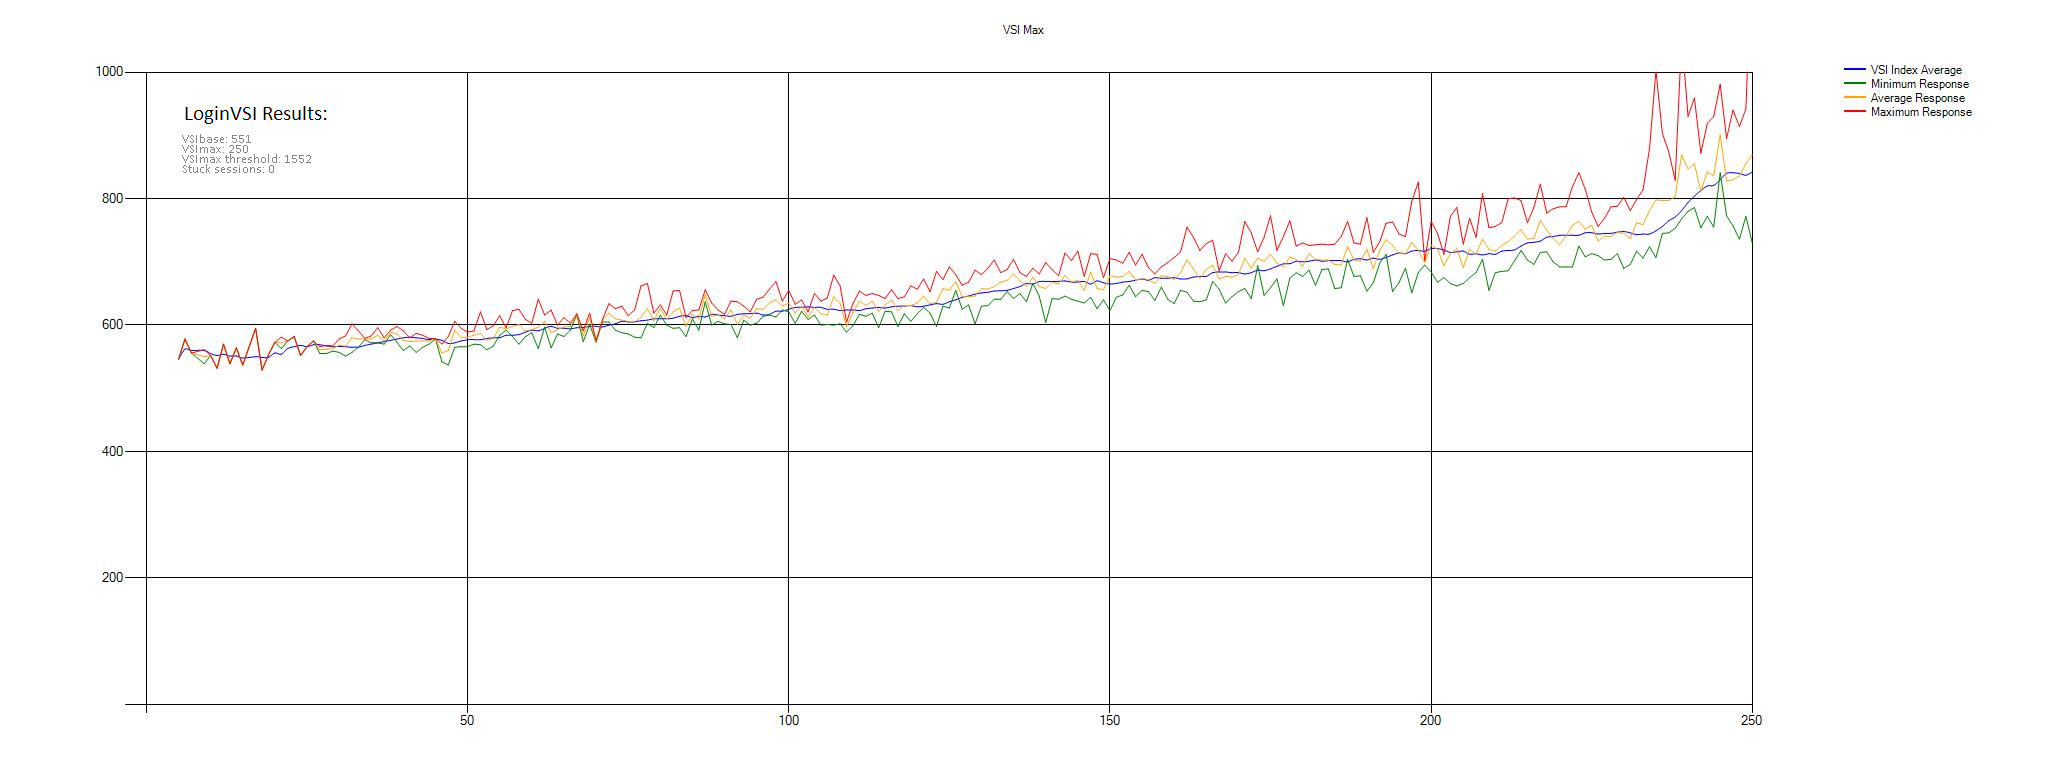 VSI Max
1000
800
600
400
200
50
100
150
200
250
LoginVSI Results:
VSIbase: 551
VSImax: 250
VSImax threshold: 1552
Stuck sessions: 0
VSI Index Average
Minimum Response
Average Response
Maximum Response